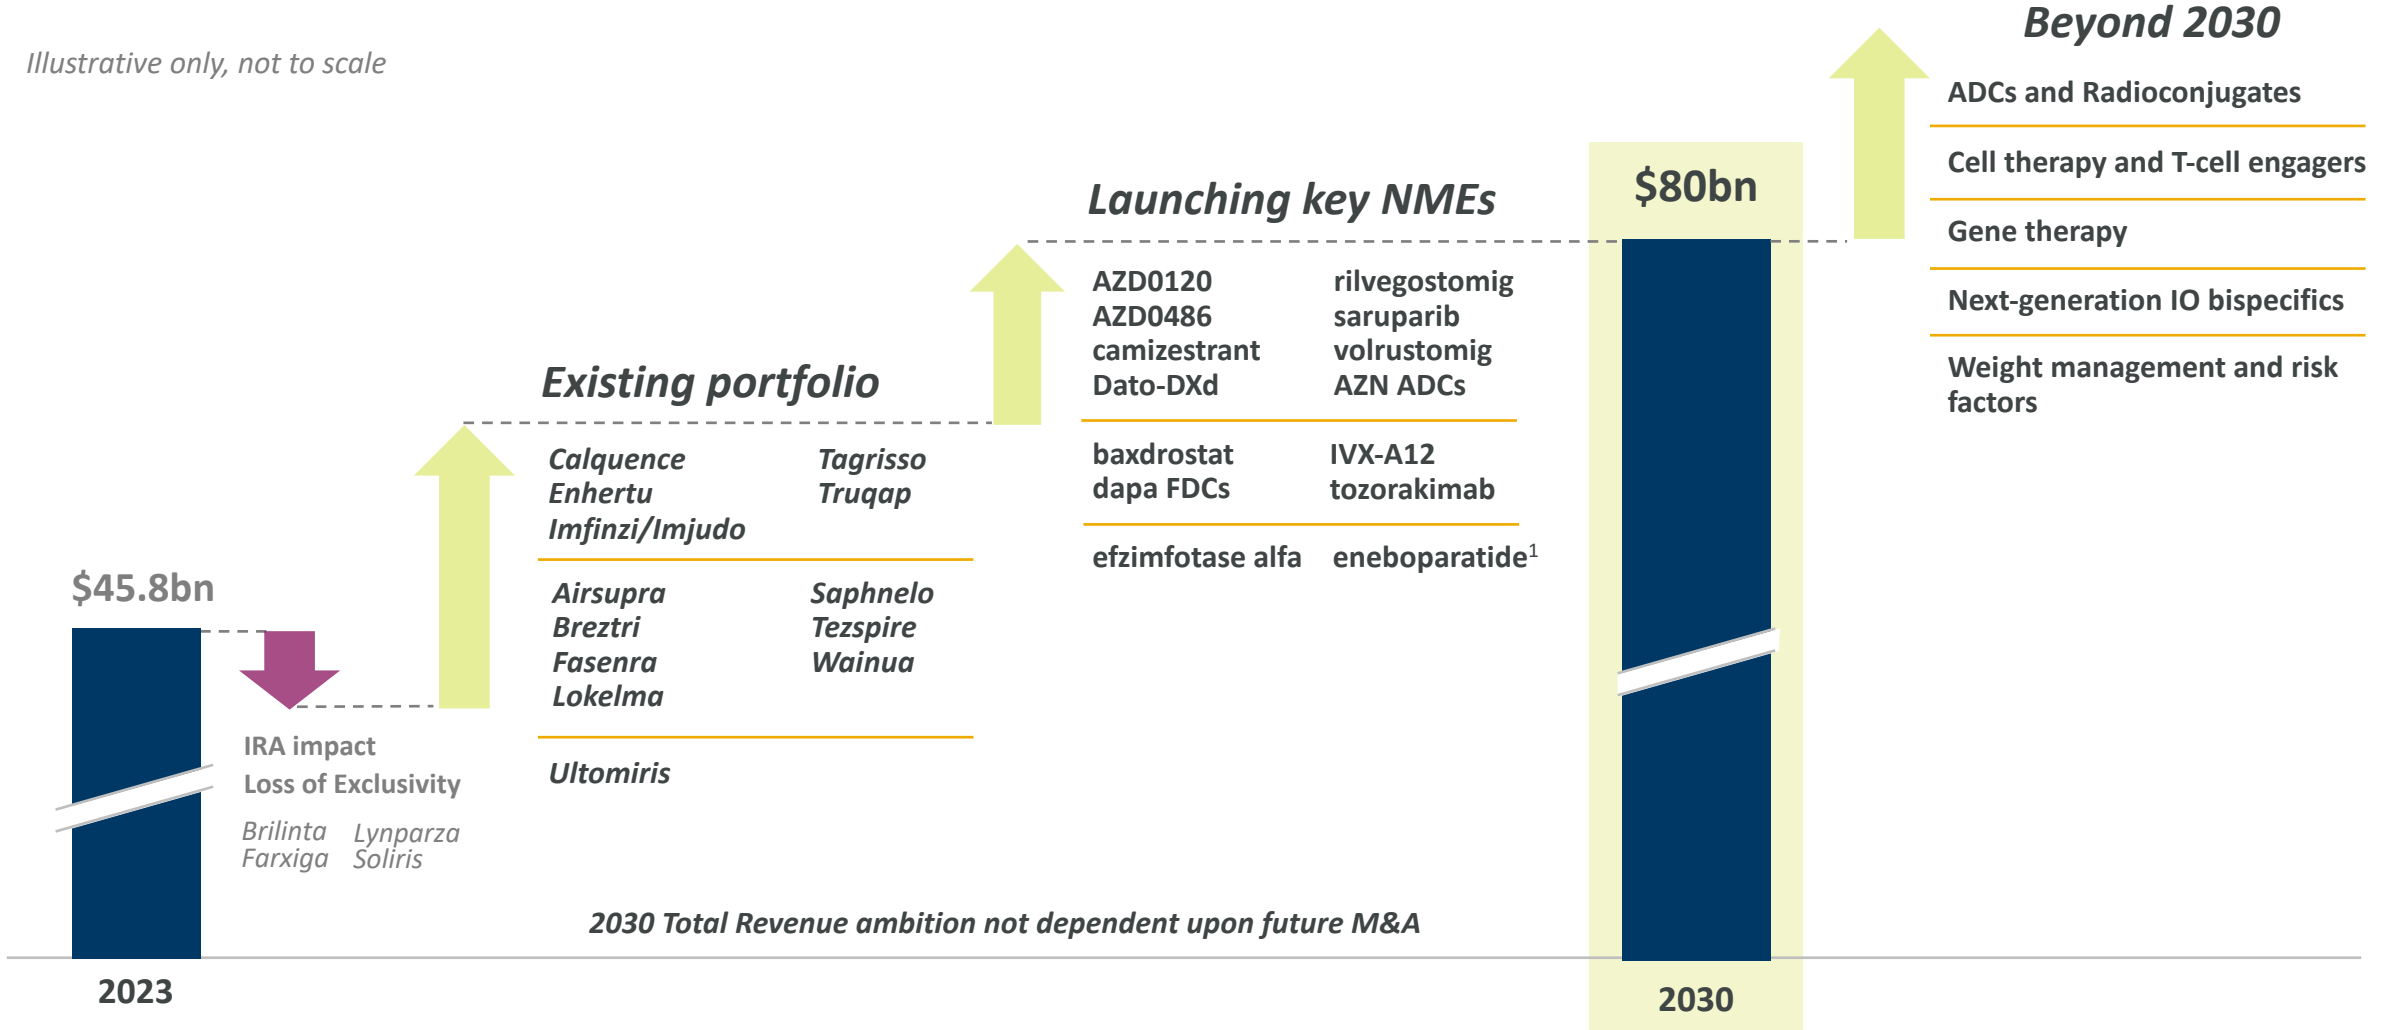 Illustrative only, not to scale
$45.8bn
2023
IRA impact
Loss of Exclusivity
Brilinta Lynparza
Farxiga Soliris
Existing portfolio
Calquence Tagrisso
Enhertu Truqap
Imfinzi/Imjudo
Airsupra Saphnelo
Breztri Tezspire
Fasenra Wainua
Lokelma
Ultomiris
Launching key NMEs
AZD0120 rilvegostomig
AZD0486 saruparib
camizestrant volrustomig
Dato-DXd AZN ADCs
baxdrostat IVX-A12
dapa FDCs tozorakimab
efzimfotase alfa eneboparatide¹
2030 Total Revenue ambition not dependent upon future M&A
$80bn
2030
Beyond 2030
ADCs and Radioconjugates
Cell therapy and T-cell engagers
Gene therapy
Next-generation IO bispecifics
Weight management and risk
factors